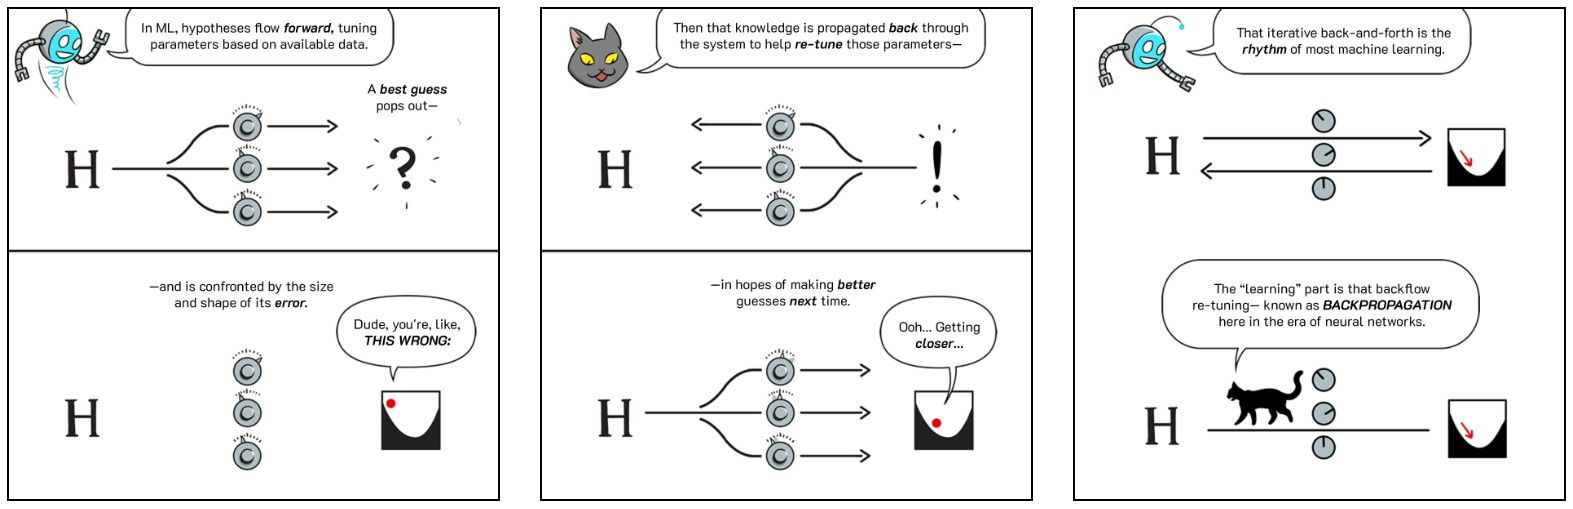 In ML, hypotheses flow forward, tuning
parameters based on available data.
A best guess
pops out—
H
?
—and is confronted by the size
and shape of its error.
Dude, you're, like,
THIS WRONG:
H
Then that knowledge is propagated back through
the system to help re-tune those parameters—
H
!
—in hopes of making better
guesses next time.
Ooh... Getting
closer...
H
That iterative back-and-forth is the
rhythm of most machine learning.
H
The “learning” part is that backflow
re-tuning— known as BACKPROPAGATION
here in the era of neural networks.
H